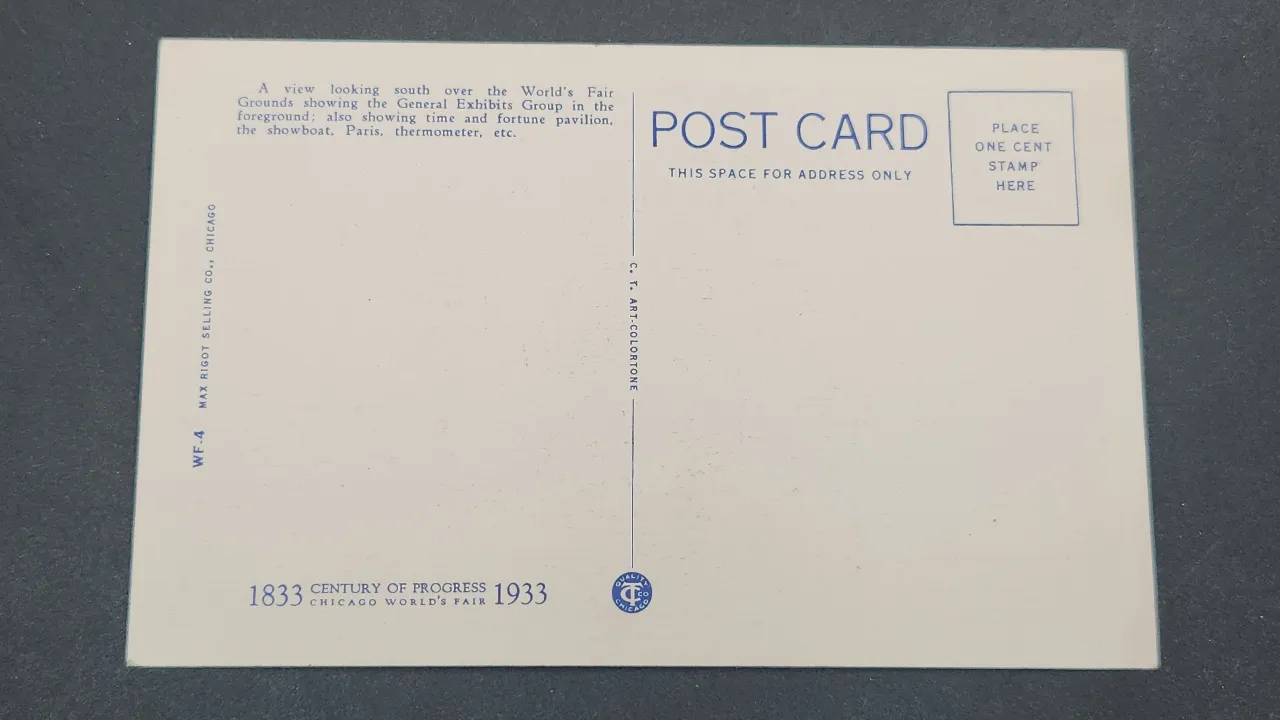 A view looking south over the World's Fair
Grounds showing the General Exhibits Group in the
foreground; also showing time and fortune pavilion,
the showboat, Paris, thermometer, etc.
POST CARD
THIS SPACE FOR ADDRESS ONLY
PLACE
ONE CENT
STAMP
HERE
WF-4 MAX RIGOT SELLING CO., CHICAGO
C. T. ART-COLORTONE
1833 CENTURY OF PROGRESS 1933
CHICAGO WORLD'S FAIR
QUALITY
CT CO
CHICAGO